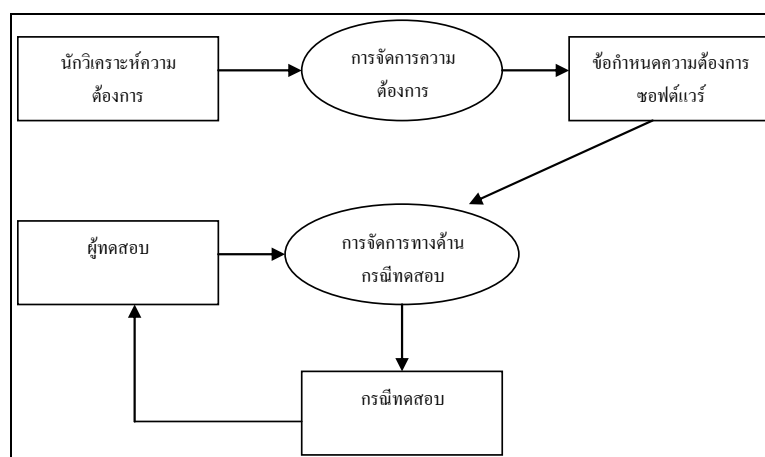 นักวิเคราะห์ความ
ต้องการ
การจัดการความ
ต้องการ
ข้อกำหนดความต้องการ
ซอฟต์แวร์
ผู้ทดสอบ
การจัดการทางด้าน
กรณีทดสอบ
กรณีทดสอบ